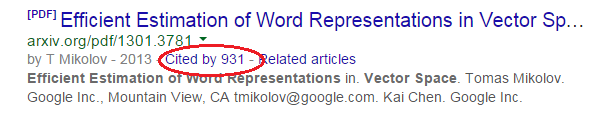 [PDF] Efficient Estimation of Word Representations in Vector Sp...
arxiv.org/pdf/1301.3781
by T Mikolov - 2013 - Cited by 931 - Related articles
Efficient Estimation of Word Representations in. Vector Space. Tomas Mikolov.
Google Inc., Mountain View, CA tmikolov@google.com. Kai Chen. Google Inc.